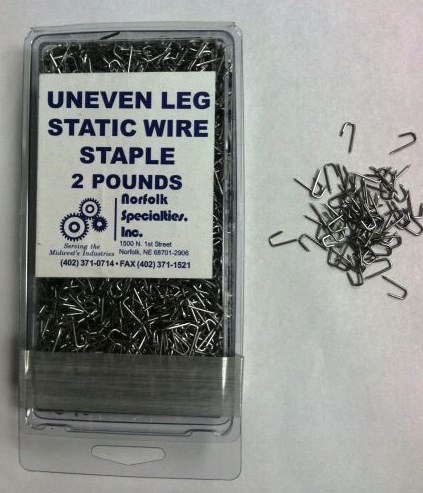 UNEVEN LEG
STATIC WIRE
STAPLE
2 POUNDS
Norfolk
Specialties,
Inc.
Serving the
Midwest's Industries
1500 N. 1st Street
Norfolk, NE 68701-2906
(402) 371-0714 • FAX (402) 371-1521